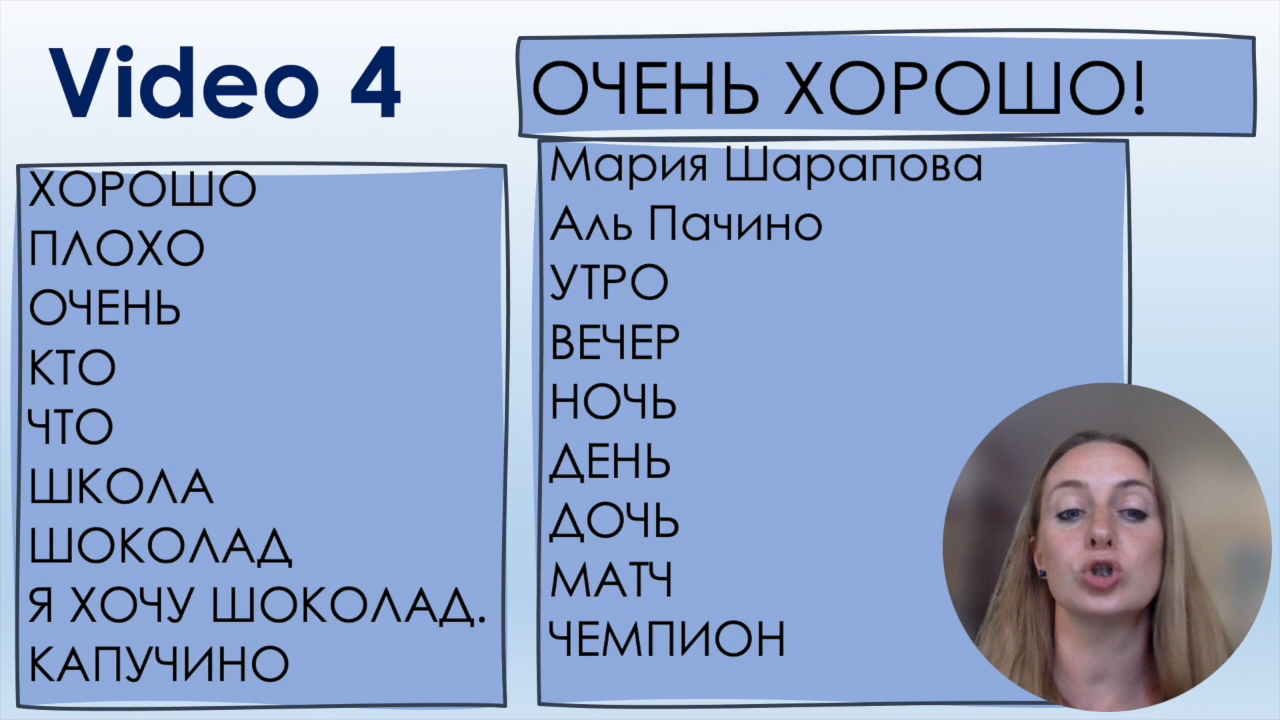 Video 4
ОЧЕНЬ ХОРОШО!
ХОРОШО
ПЛОХО
ОЧЕНЬ
КТО
ЧТО
ШКОЛА
ШОКОЛАД
Я ХОЧУ ШОКОЛАД.
КАПУЧИНО
Мария Шарапова
Аль Пачино
УТРО
ВЕЧЕР
НОЧЬ
ДЕНЬ
ДОЧЬ
МАТЧ
ЧЕМПИОН